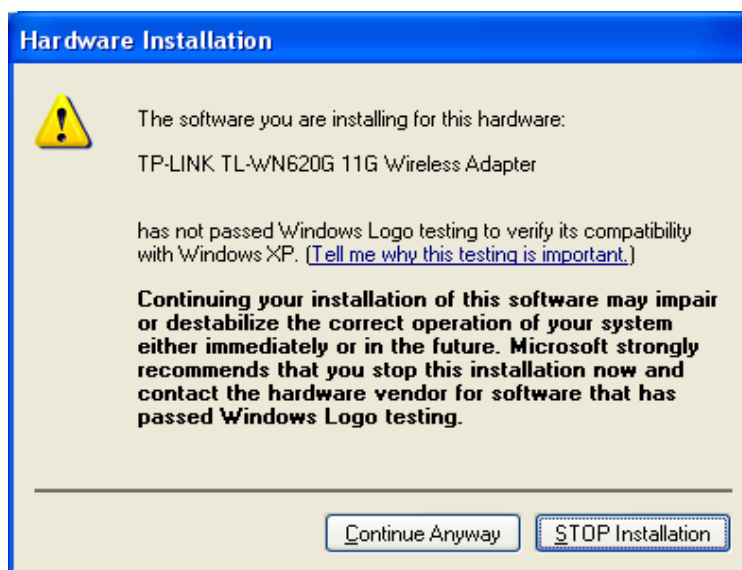 Hardware Installation
The software you are installing for this hardware:
TP-LINK TL-WN620G 11G Wireless Adapter
has not passed Windows Logo testing to verify its compatibility
with Windows XP. (Tell me why this testing is important.)
Continuing your installation of this software may impair
or destabilize the correct operation of your system
either immediately or in the future. Microsoft strongly
recommends that you stop this installation now and
contact the hardware vendor for software that has
passed Windows Logo testing.
Continue Anyway STOP Installation